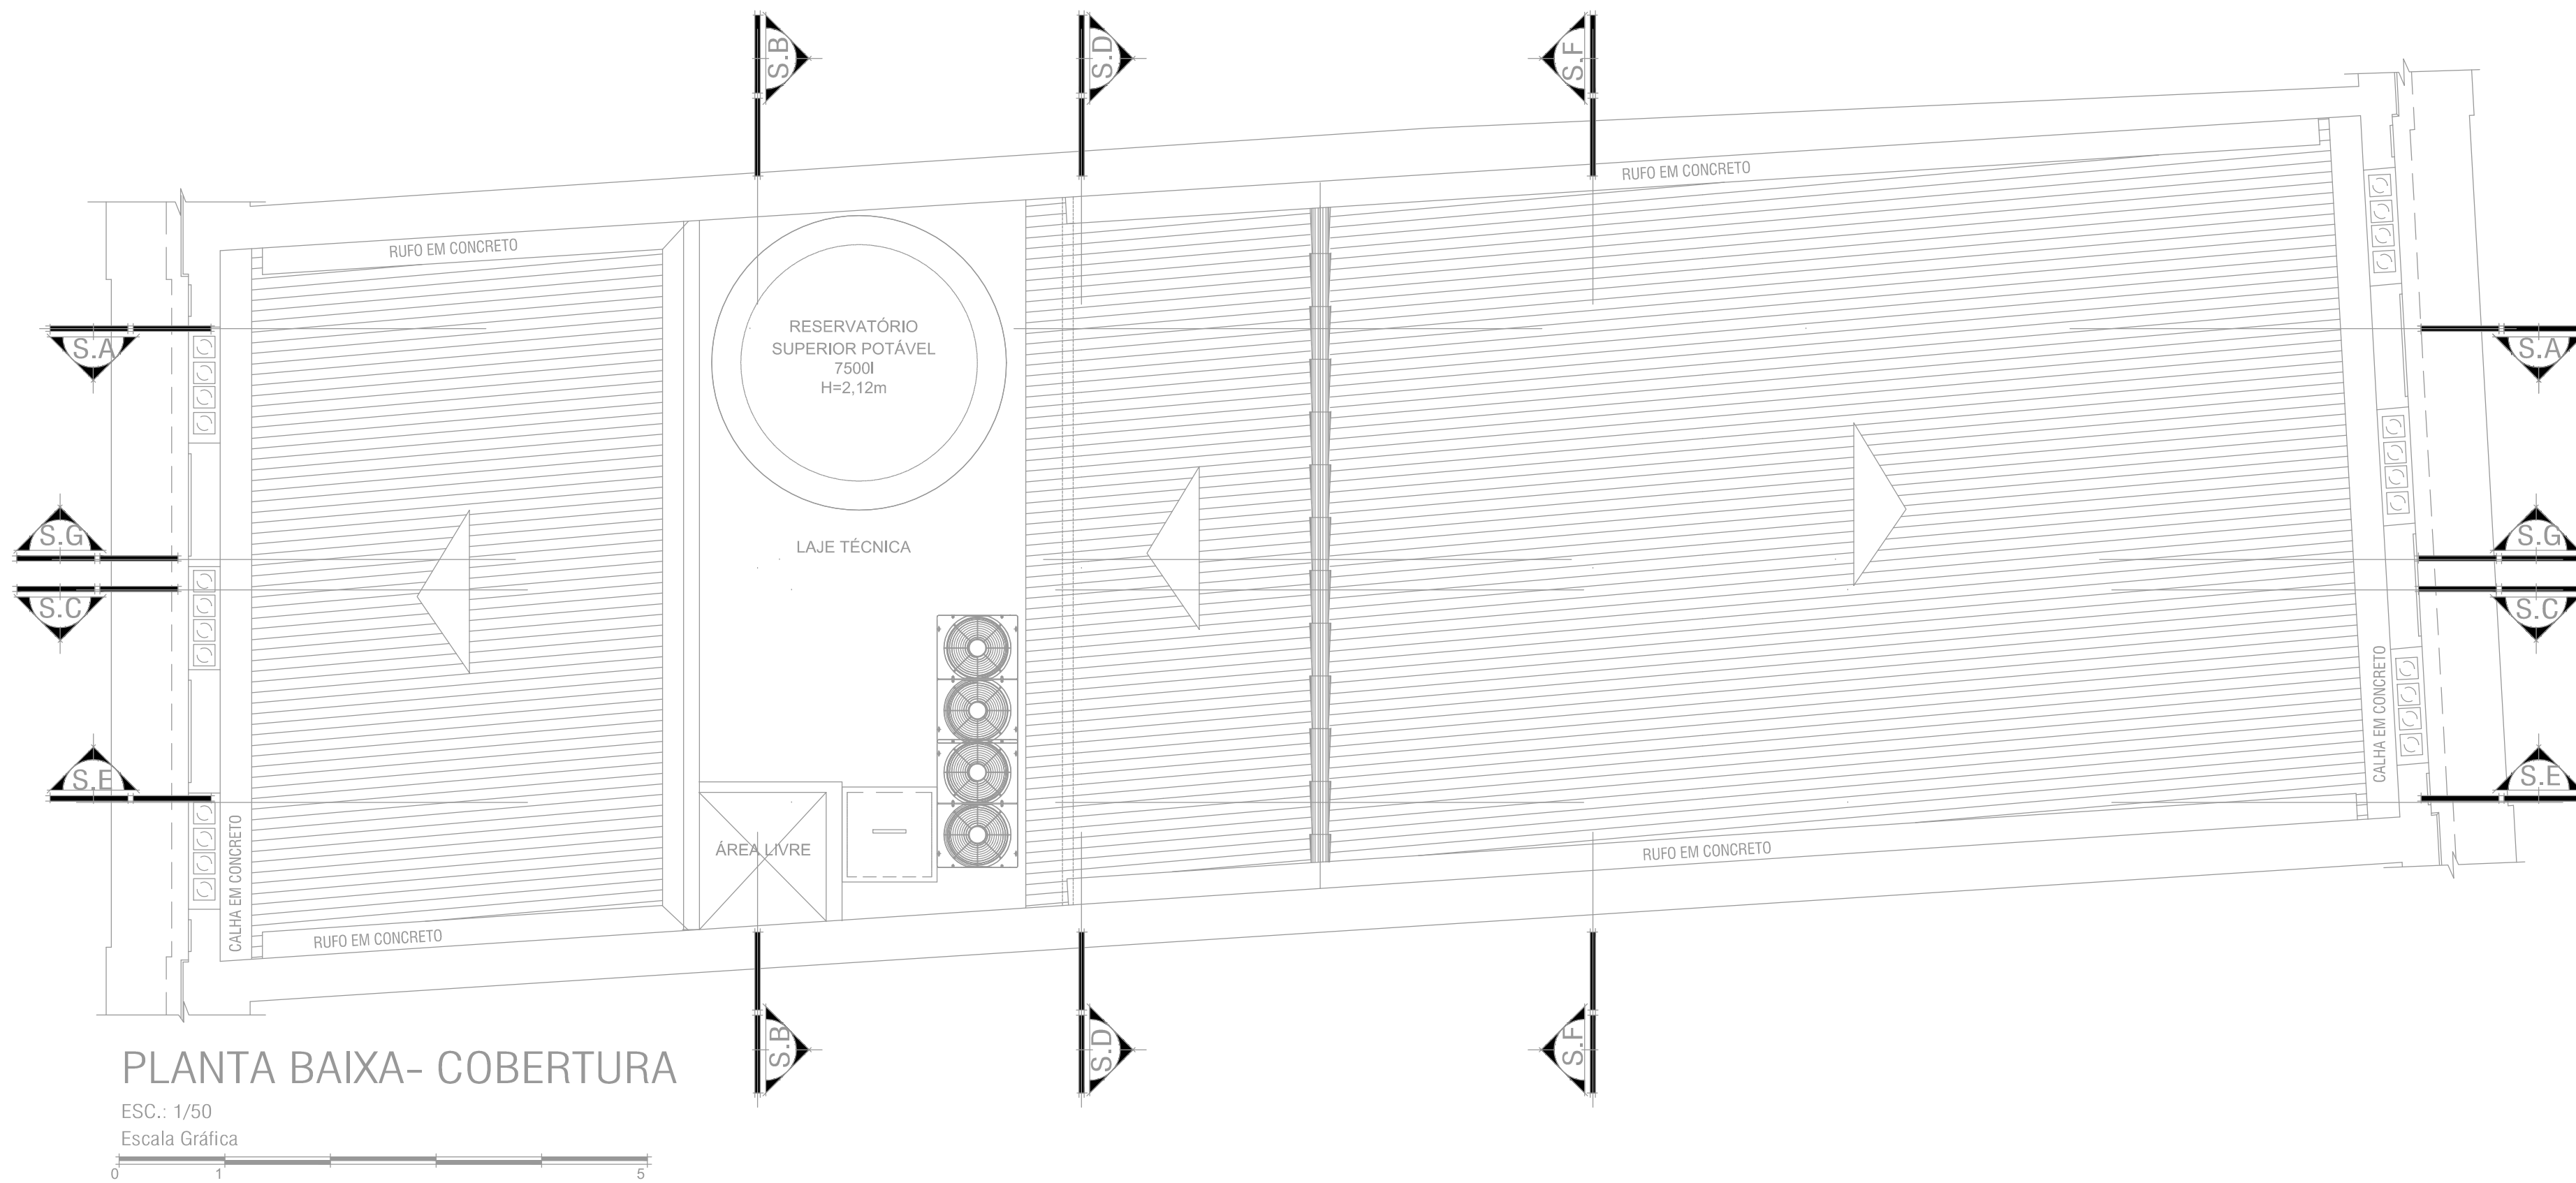 S.B
S.D
S.F
RUFO EM CONCRETO
RUFO EM CONCRETO
RESERVATÓRIO
SUPERIOR POTÁVEL
7500l
H=2,12m
S.A
S.A
S.G
S.G
LAJE TÉCNICA
S.C
S.C
CALHA EM CONCRETO
S.E
S.E
ÁREA LIVRE
RUFO EM CONCRETO
CALHA EM CONCRETO
RUFO EM CONCRETO
S.B
S.D
S.F
PLANTA BAIXA- COBERTURA
ESC.: 1/50
Escala Gráfica
0 1 5